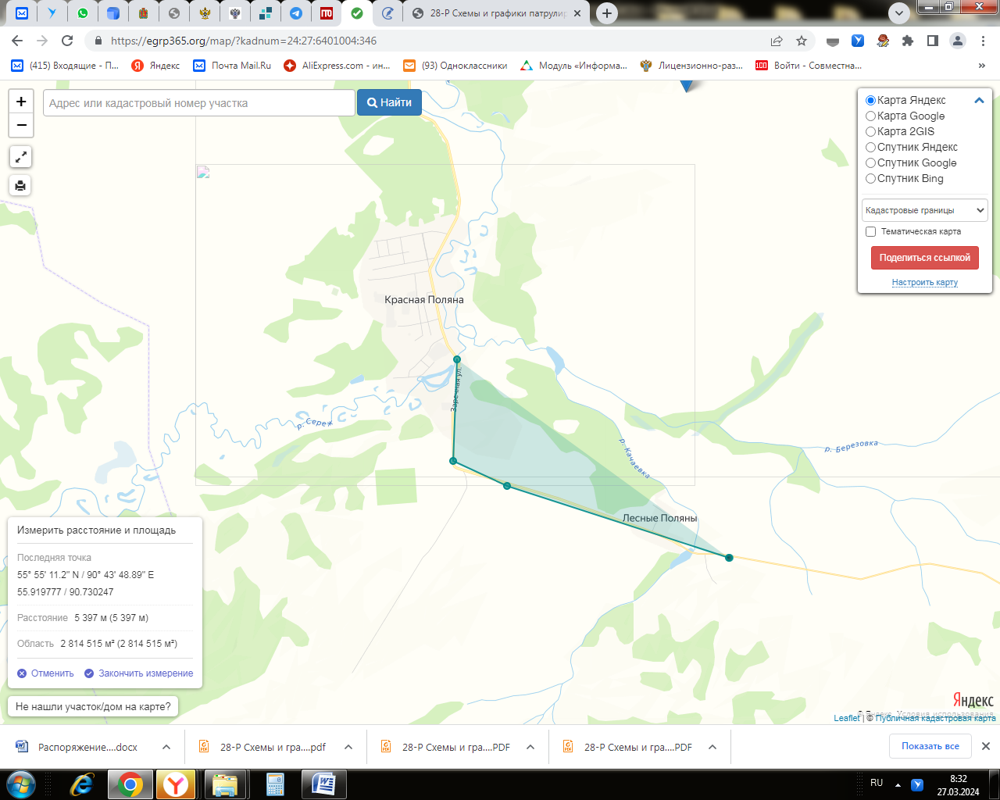 28-Р Схемы и графики патрулир
https://egrp365.org/map/?kadnum=24:27:6401004:346
(415) Входящие - П...
Яндекс
Почта Mail.Ru
AliExpress.com - ин...
(93) Одноклассники
Модуль «Информа...
Лицензионно-раз...
100
Войти - Совместна...
»
+
−
Адрес или кадастровый номер участка
Найти
Карта Яндекс
Карта Google
Карта 2GIS
Спутник Яндекс
Спутник Google
Спутник Bing
Кадастровые границы
Тематическая карта
Поделиться ссылкой
Настроить карту
Красная Поляна
Заречная ул.
р. Сереж
р. Качаевка
р. Березовка
Лесные Поляны
Измерить расстояние и площадь
Последняя точка
55° 55' 11.2" N / 90° 43' 48.89" E
55.919777 / 90.730247
Расстояние 5 397 м (5 397 м)
Область 2 814 515 м² (2 814 515 м²)
Отменить
Закончить измерение
Не нашли участок/дом на карте?
Яндекс
© Яндекс Условия использования
Leaflet | © Публичная кадастровая карта
Распоряжение....docx
28-Р Схемы и гра....pdf
28-Р Схемы и гра....PDF
28-Р Схемы и гра....PDF
Показать все
RU
8:32
27.03.2024